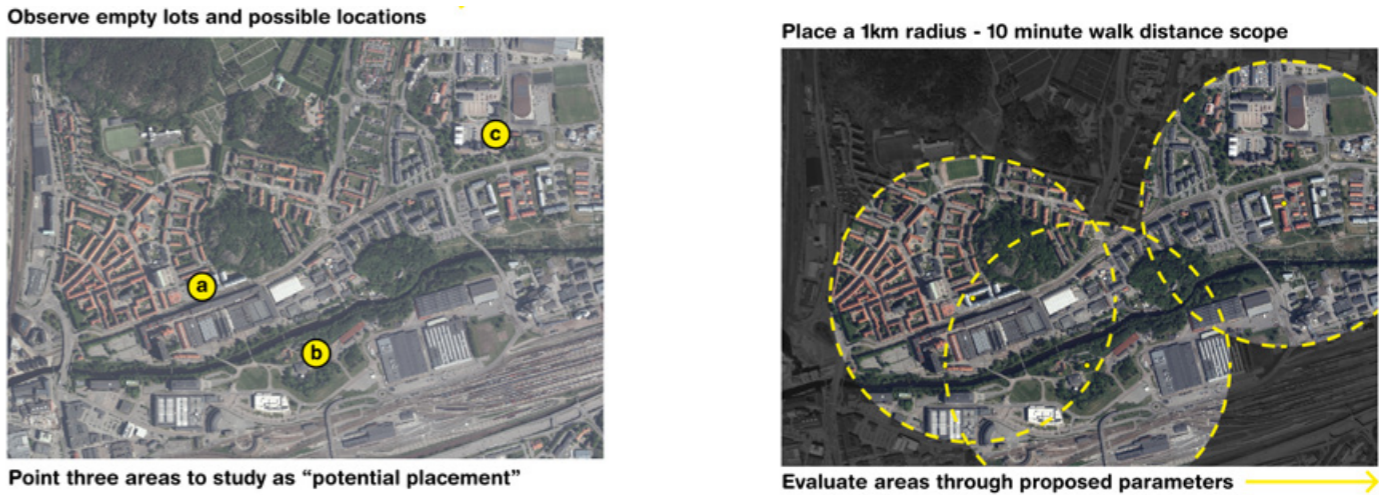 Observe empty lots and possible locations
a
b
c
Point three areas to study as “potential placement”
Place a 1km radius - 10 minute walk distance scope
Evaluate areas through proposed parameters